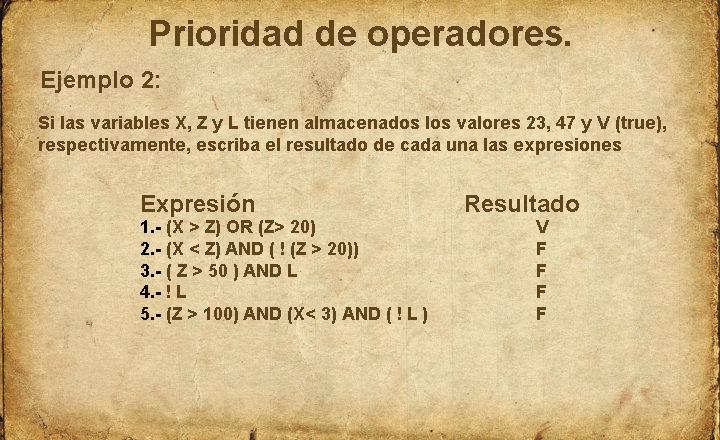 Prioridad de operadores.
Ejemplo 2:
Si las variables X, Z y L tienen almacenados los valores 23, 47 y V (true),
respectivamente, escriba el resultado de cada una las expresiones
Expresión Resultado
1.- (X > Z) OR (Z> 20) V
2.- (X < Z) AND ( ! (Z > 20)) F
3.- ( Z > 50 ) AND L F
4.- ! L F
5.- (Z > 100) AND (X< 3) AND ( ! L ) F